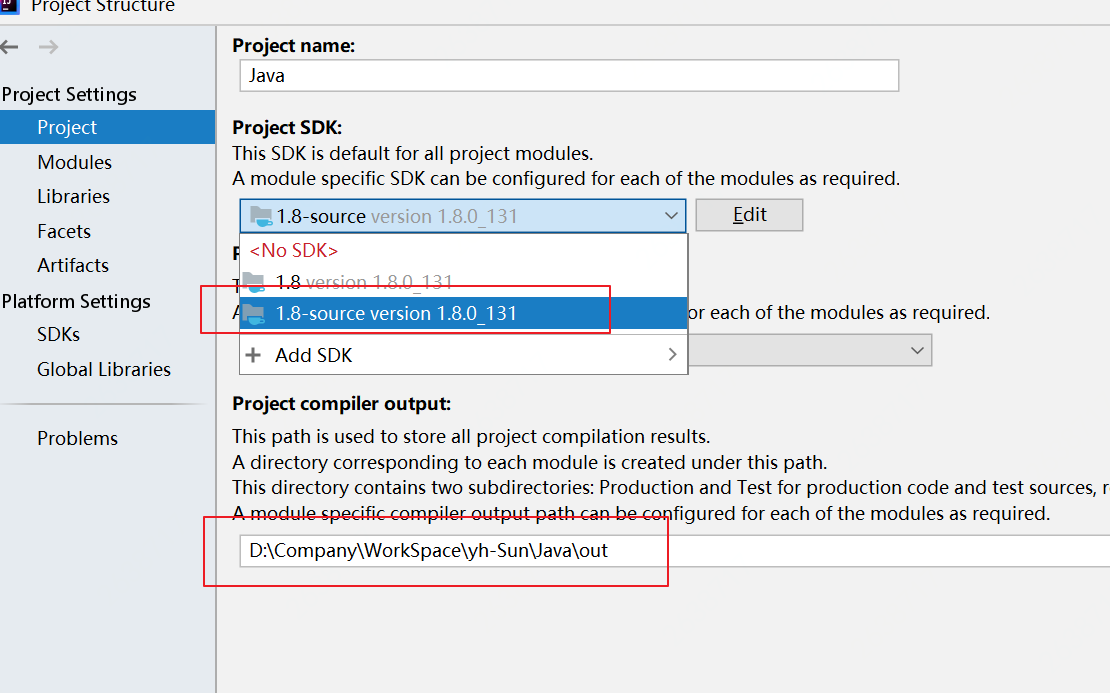 Project Structure
Project Settings
Project
Modules
Libraries
Facets
Artifacts
Platform Settings
SDKs
Global Libraries
Problems
Project name:
Java
Project SDK:
This SDK is default for all project modules.
A module specific SDK can be configured for each of the modules as required.
1.8-source version 1.8.0_131
Edit
<No SDK>
1.8 version 1.8.0_131
1.8-source version 1.8.0_131
or each of the modules as required.
Add SDK
Project compiler output:
This path is used to store all project compilation results.
A directory corresponding to each module is created under this path.
This directory contains two subdirectories: Production and Test for production code and test sources, r
A module specific compiler output path can be configured for each of the modules as required.
D:\Company\WorkSpace\yh-Sun\Java\out